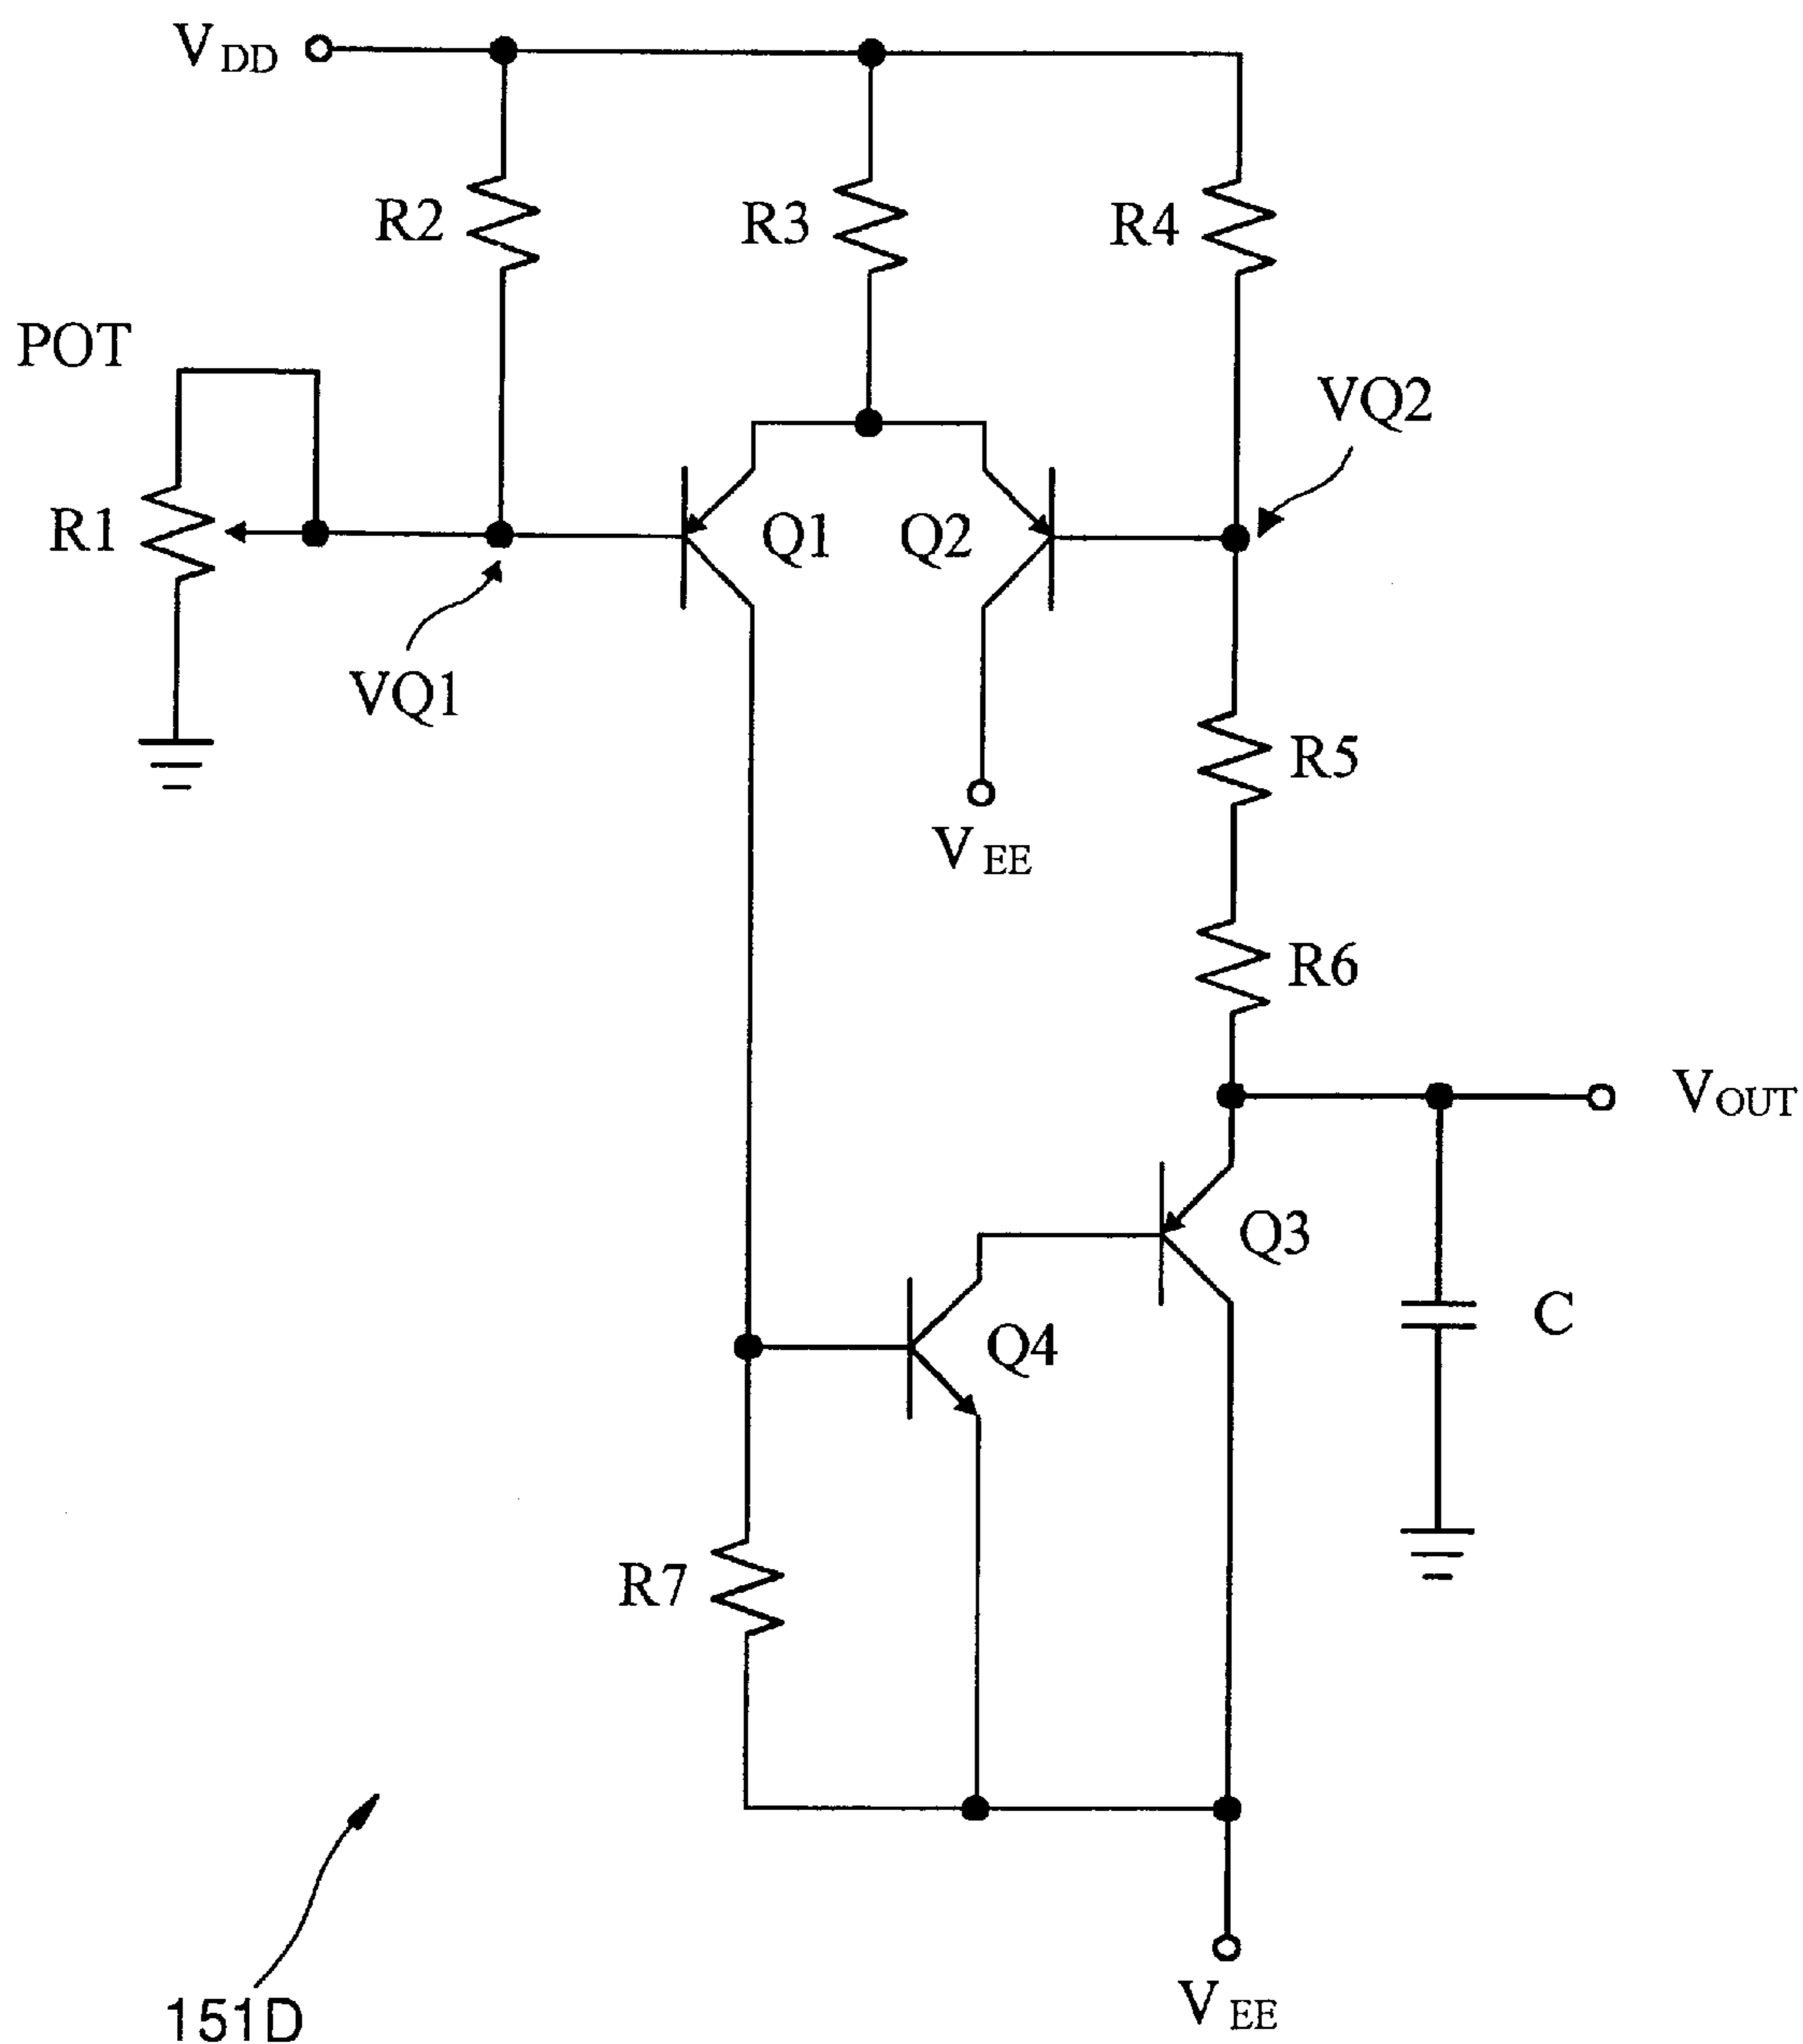 VDD
R2
R3
R4
POT
VQ2
R1
Q1
Q2
VQ1
R5
VEE
R6
VOUT
Q3
C
Q4
R7
151D
VEE